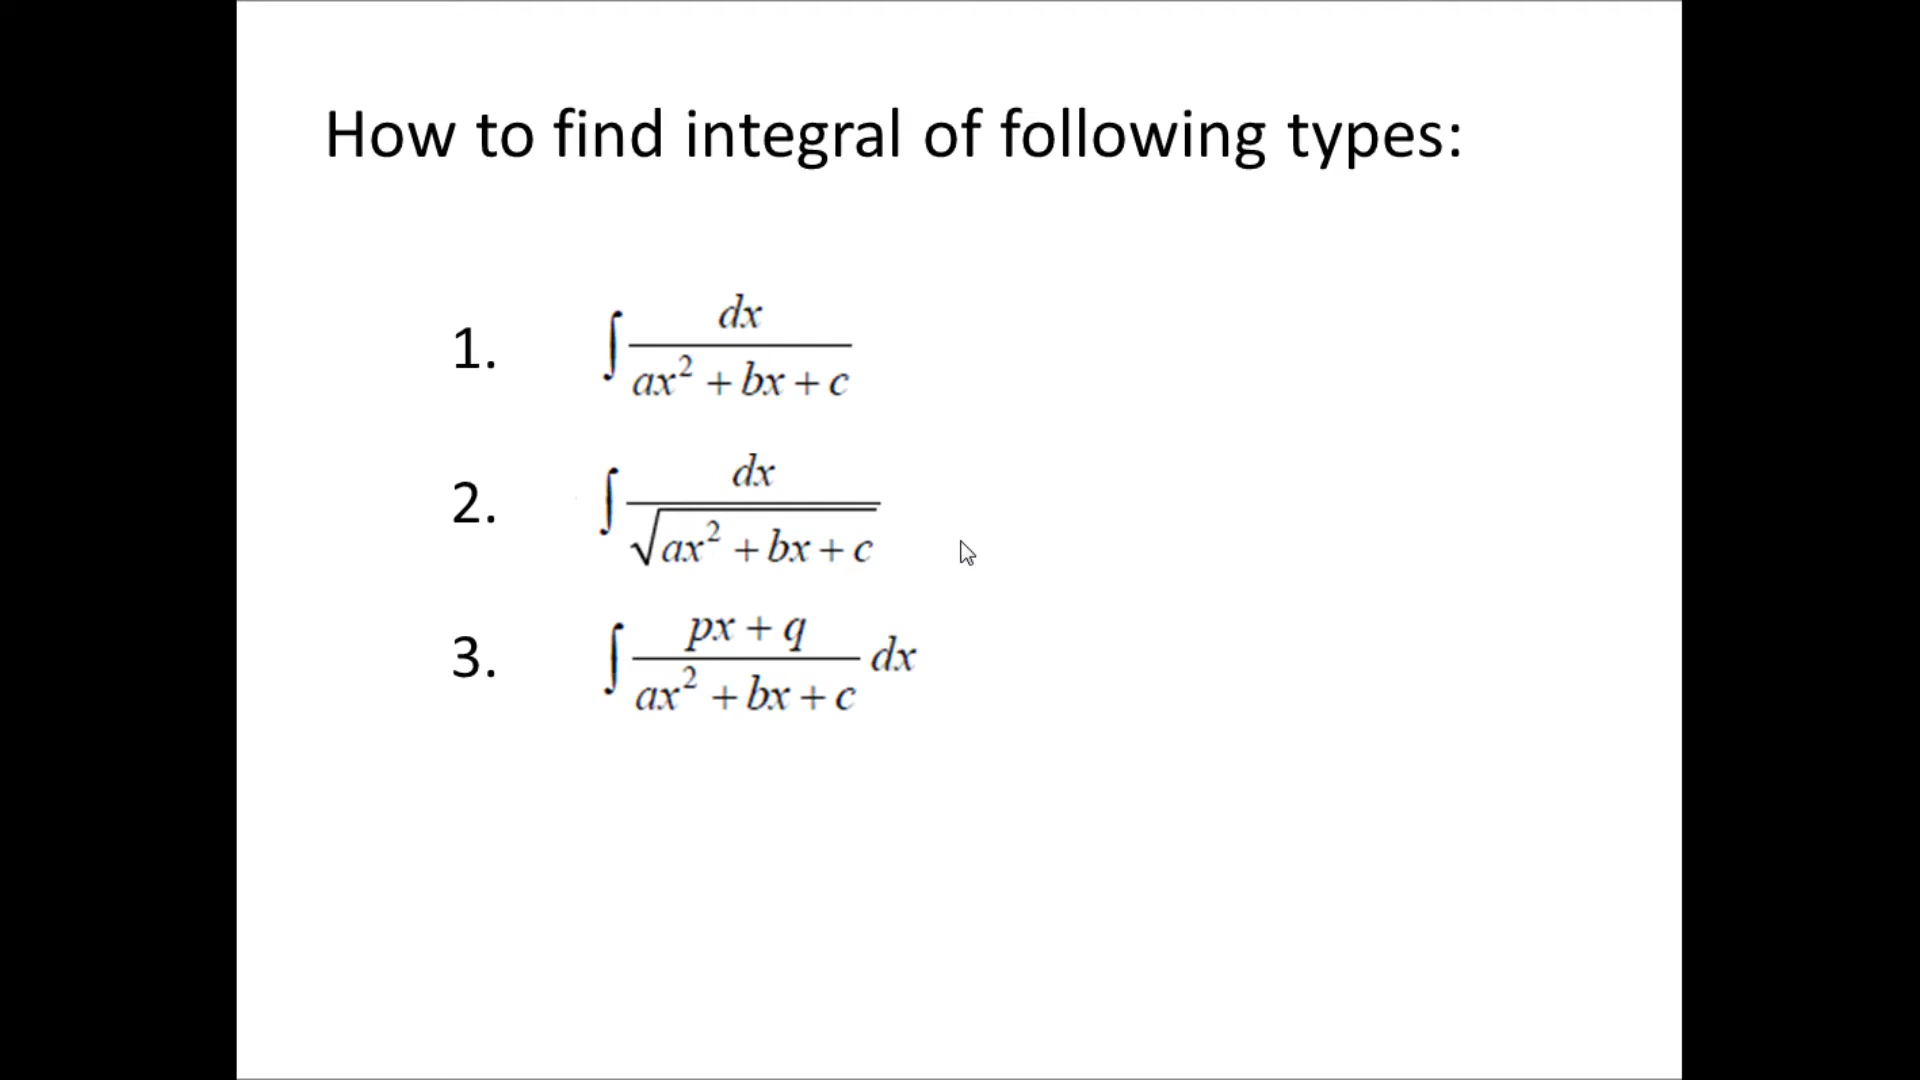 How to find integral of following types:
1. ∫ dx / (ax² + bx + c)
2. ∫ dx / √(ax² + bx + c)
3. ∫ (px + q) / (ax² + bx + c) dx